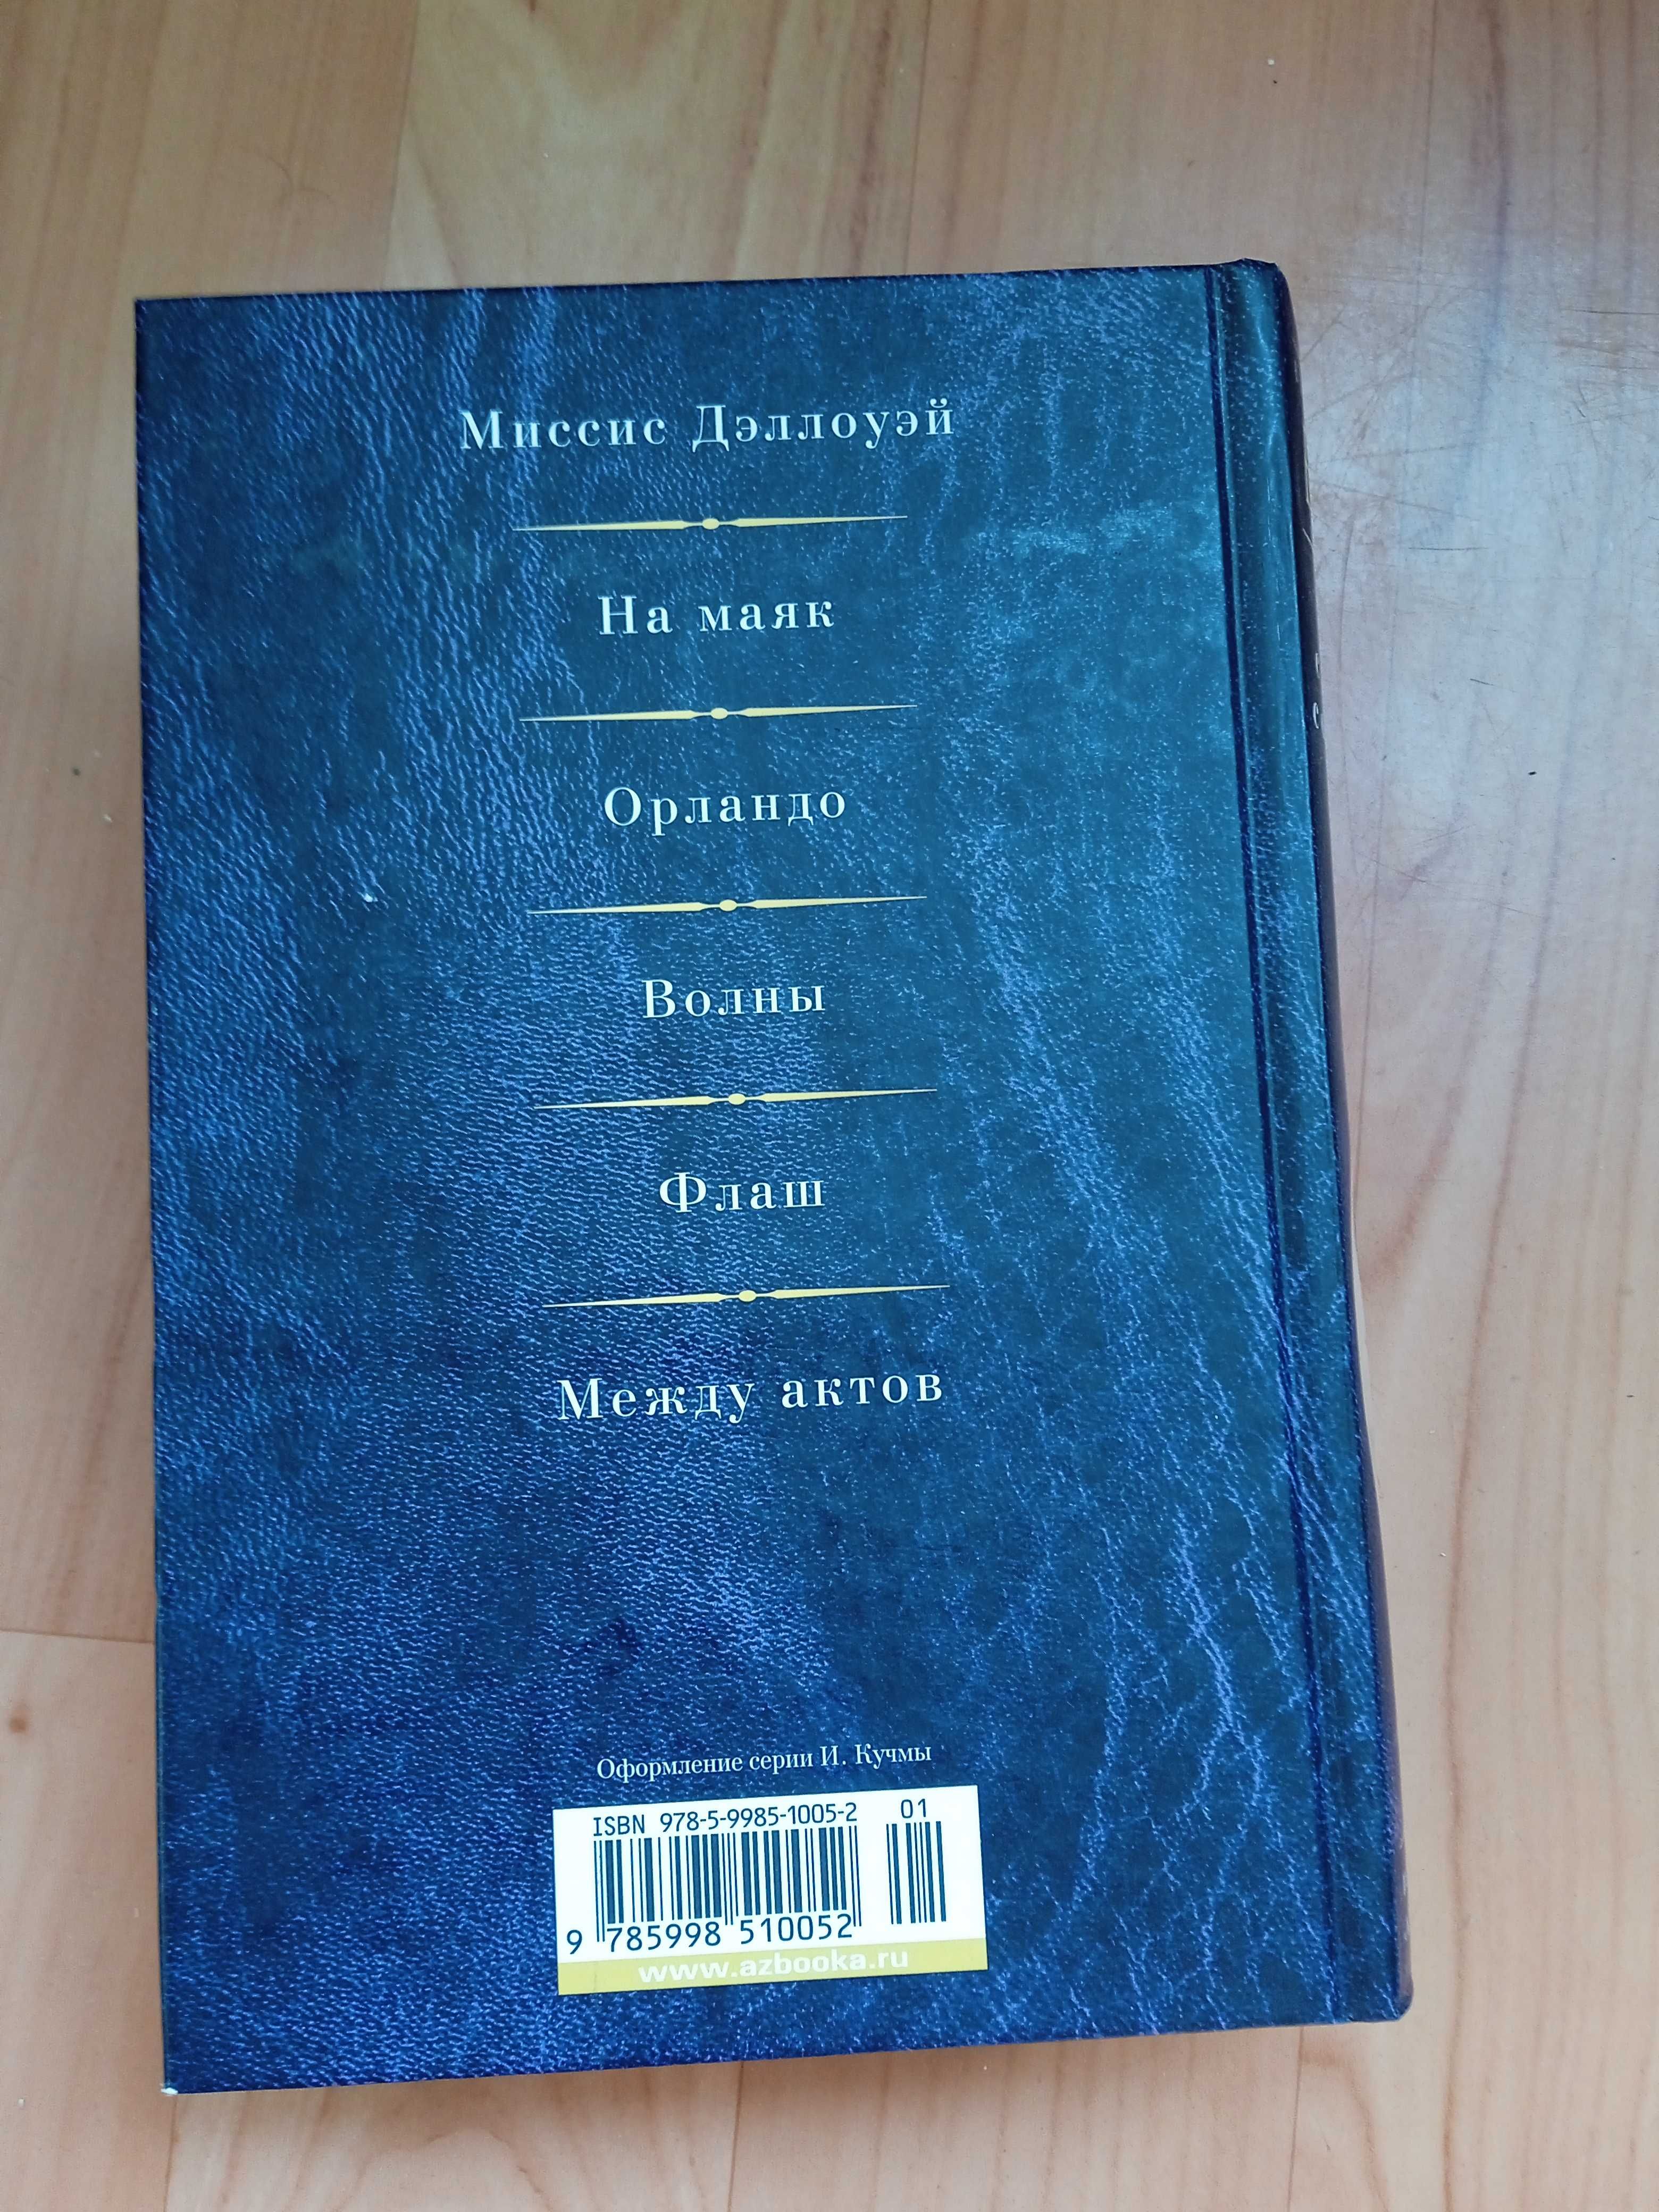 Миссис Дэллоуэй
На маяк
Орландо
Волны
Флаш
Между актов
Оформление серии И. Кучмы
ISBN 978-5-9985-1005-2 01
9 785998 510052
www.azbooka.ru